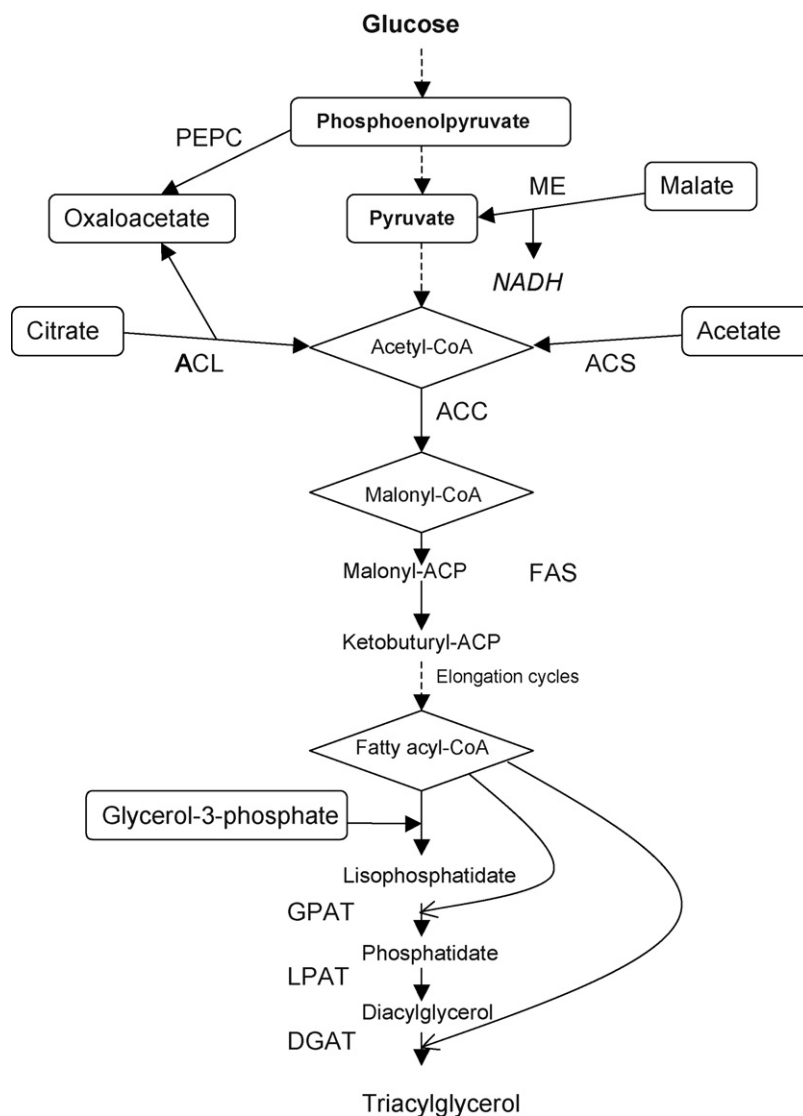 Glucose
Phosphoenolpyruvate
PEPC
ME
Malate
Oxaloacetate
Pyruvate
NADH
Citrate
Acetyl-CoA
Acetate
ACL
ACS
ACC
Malonyl-CoA
Malonyl-ACP
FAS
Ketobuturyl-ACP
Elongation cycles
Fatty acyl-CoA
Glycerol-3-phosphate
Lisophosphatidate
GPAT
Phosphatidate
LPAT
Diacylglycerol
DGAT
Triacylglycerol